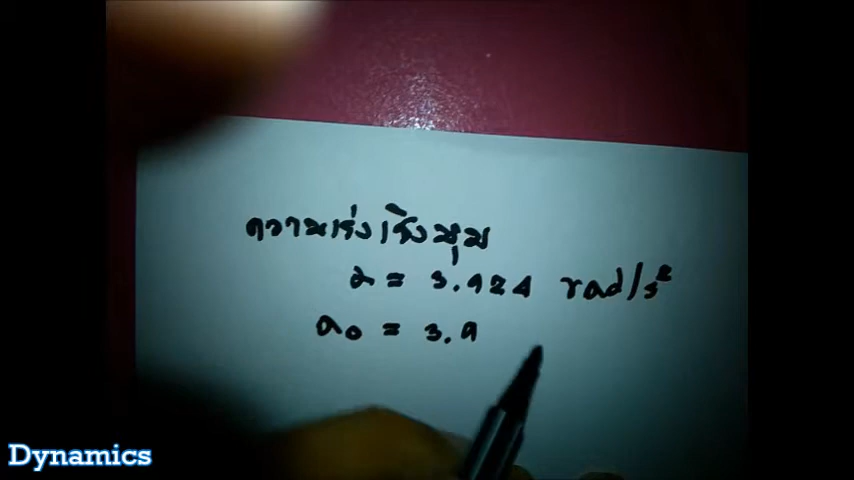 ความเร่งเชิงมุม
α = 3.924 rad/s²
a₀ = 3.9
Dynamics